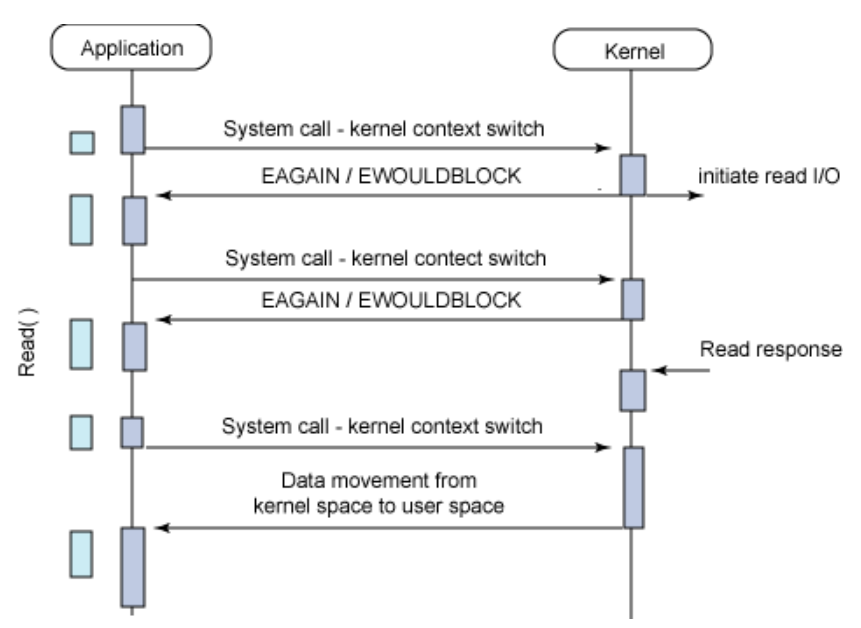 Application
Kernel
System call - kernel context switch
EAGAIN / EWOULDBLOCK
initiate read I/O
System call - kernel contect switch
EAGAIN / EWOULDBLOCK
Read( )
Read response
System call - kernel context switch
Data movement from
kernel space to user space